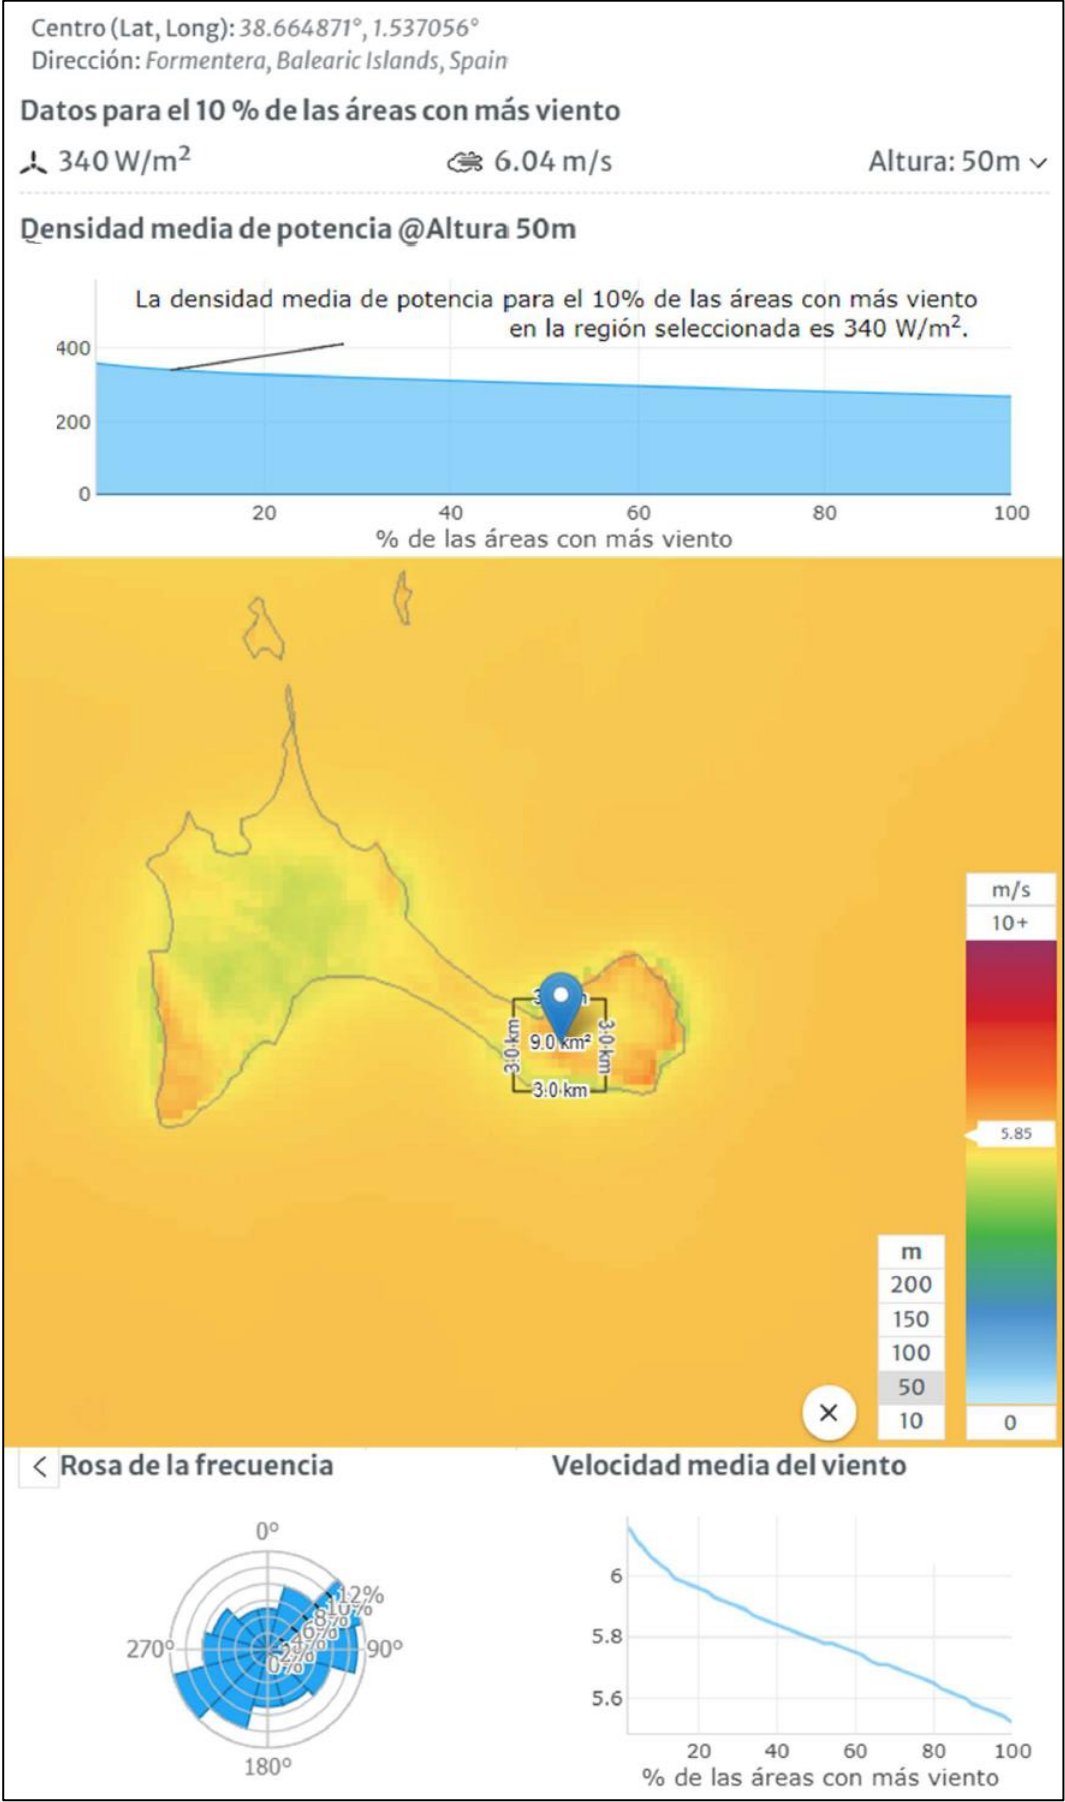 Centro (Lat, Long): 38.664871°, 1.537056°
Dirección: Formentera, Balearic Islands, Spain
Datos para el 10 % de las áreas con más viento
340 W/m² 6.04 m/s Altura: 50m
Densidad media de potencia @Altura 50m
La densidad media de potencia para el 10% de las áreas con más viento
en la región seleccionada es 340 W/m².
400
200
0
20 40 60 80 100
% de las áreas con más viento
m/s
10+
5.85
0
3.0 km
9.0 km²
3.0 km
3.0 km
m
200
150
100
50
10
Rosa de la frecuencia
0°
12%
10%
8%
6%
4%
2%
0%
270°
90°
180°
Velocidad media del viento
6
5.8
5.6
20 40 60 80 100
% de las áreas con más viento